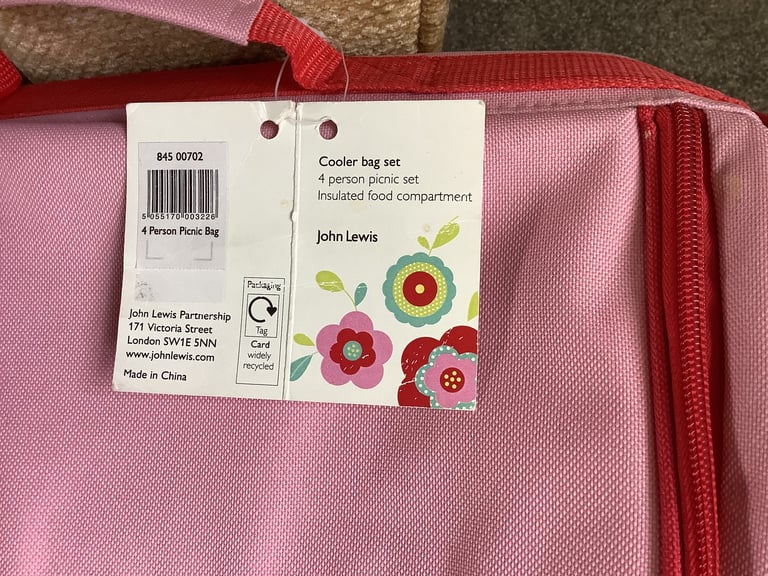 845 00702
5 055170 003226
4 Person Picnic Bag
John Lewis Partnership
171 Victoria Street
London SW1E 5NN
www.johnlewis.com
Made in China
Packaging
Tag
Card
widely
recycled
Cooler bag set
4 person picnic set
Insulated food compartment
John Lewis